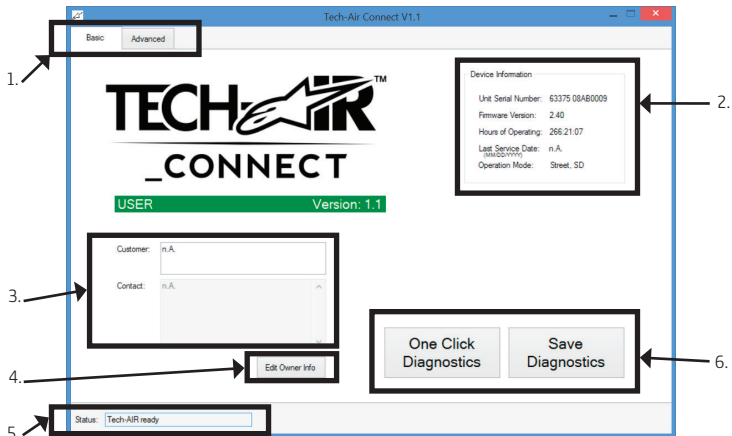 Tech-Air Connect V1.1
Basic Advanced
1.
TECH-AIR™
_CONNECT
USER Version: 1.1
Device Information
Unit Serial Number: 63375 08AB0009
Firmware Version: 2.40
Hours of Operating: 266:21:07
Last Service Date: n.A.
(MM/DD/YYYY)
Operation Mode: Street, SD
2.
Customer: n.A.
Contact: n.A.
3.
Edit Owner Info
4.
One Click
Diagnostics
Save
Diagnostics
6.
Status: Tech-AIR ready
5.